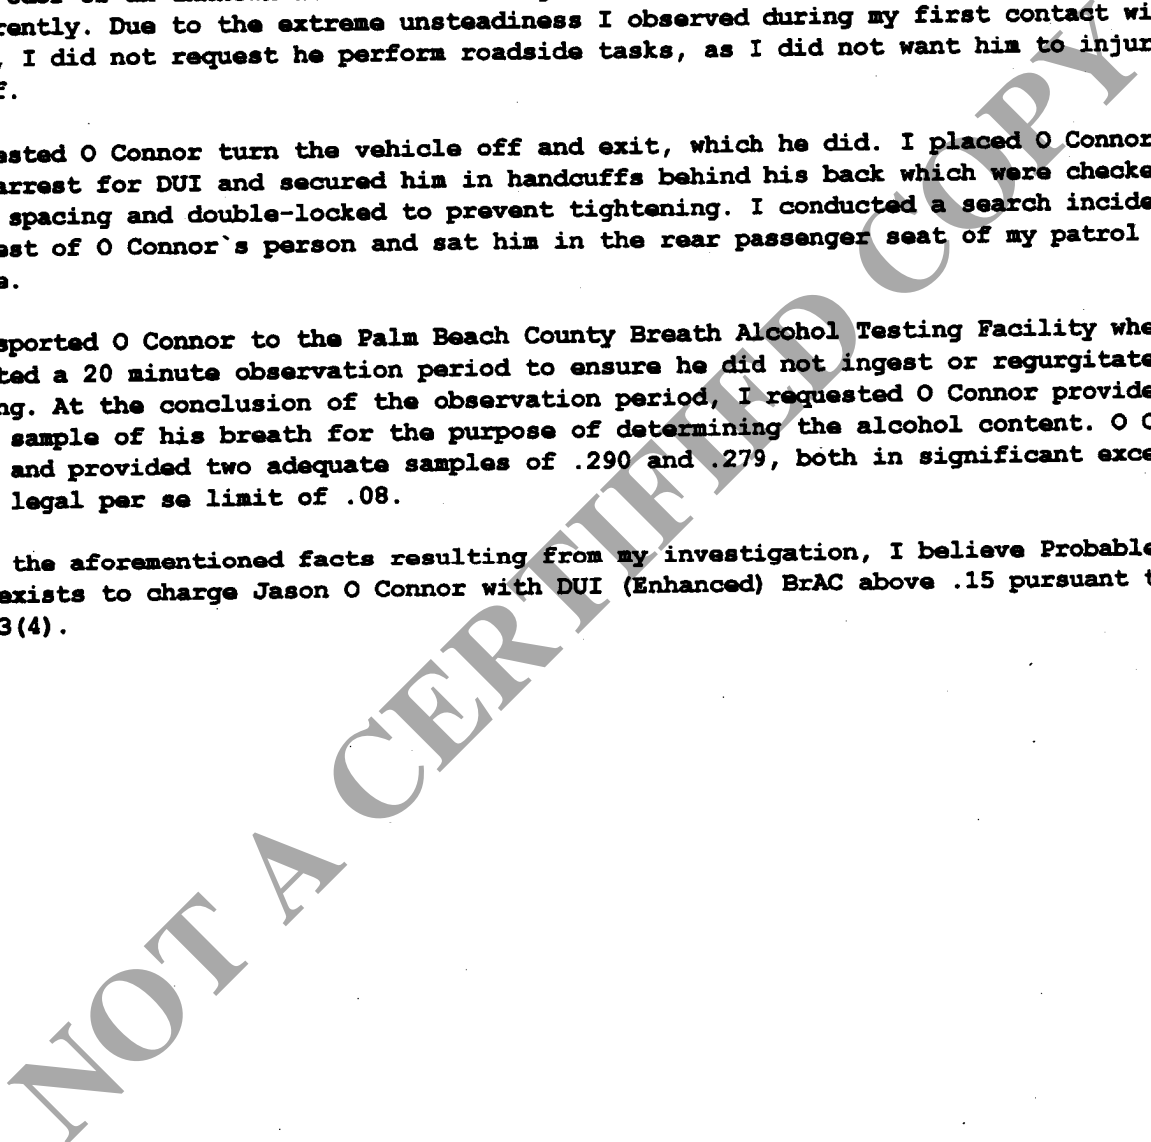 rently. Due to the extreme unsteadiness I observed during my first contact wi
, I did not request he perform roadside tasks, as I did not want him to injur
f.
ested O Connor turn the vehicle off and exit, which he did. I placed O Connor
arrest for DUI and secured him in handcuffs behind his back which were checke
spacing and double-locked to prevent tightening. I conducted a search incide
est of O Connor`s person and sat him in the rear passenger seat of my patrol
e.
sported O Connor to the Palm Beach County Breath Alcohol Testing Facility whe
ted a 20 minute observation period to ensure he did not ingest or regurgitate
ng. At the conclusion of the observation period, I requested O Connor provide
sample of his breath for the purpose of determining the alcohol content. O C
and provided two adequate samples of .290 and .279, both in significant exce
legal per se limit of .08.
the aforementioned facts resulting from my investigation, I believe Probable
exists to charge Jason O Connor with DUI (Enhanced) BrAC above .15 pursuant t
3(4).
NOT A CERTIFIED COPY